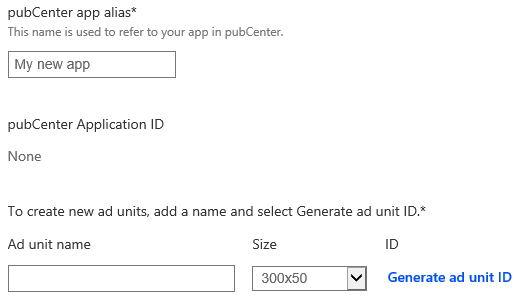 pubCenter app alias*
This name is used to refer to your app in pubCenter.
My new app
pubCenter Application ID
None
To create new ad units, add a name and select Generate ad unit ID.*
Ad unit name Size ID
300x50 Generate ad unit ID